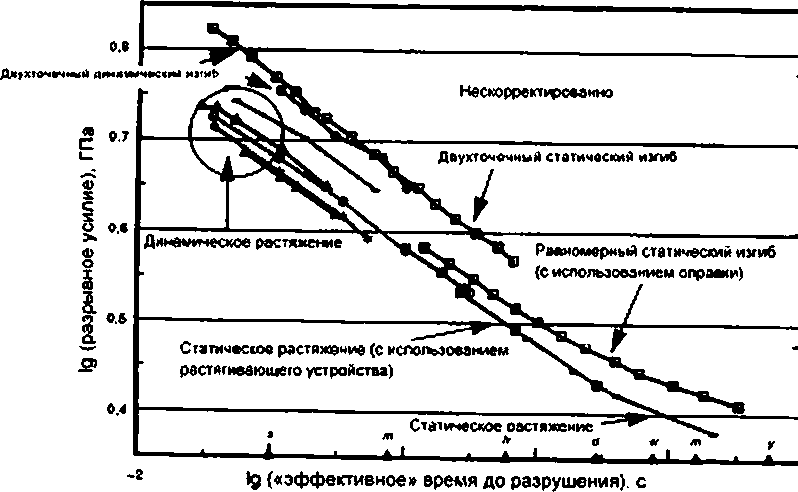 lg (разрывное усилие), ГПа
0,8
0,7
0,6
0,5
0,4
Двухточечный динамический изгиб
Нескорректировано
Двухточечный статический изгиб
Динамическое растяжение
Равномерный статический изгиб
(с использованием оправки)
Статическое растяжение (с использованием
растягивающего устройства)
Статическое растяжение
s m h d w m y
-2
lg («эффективное» время до разрушения), с